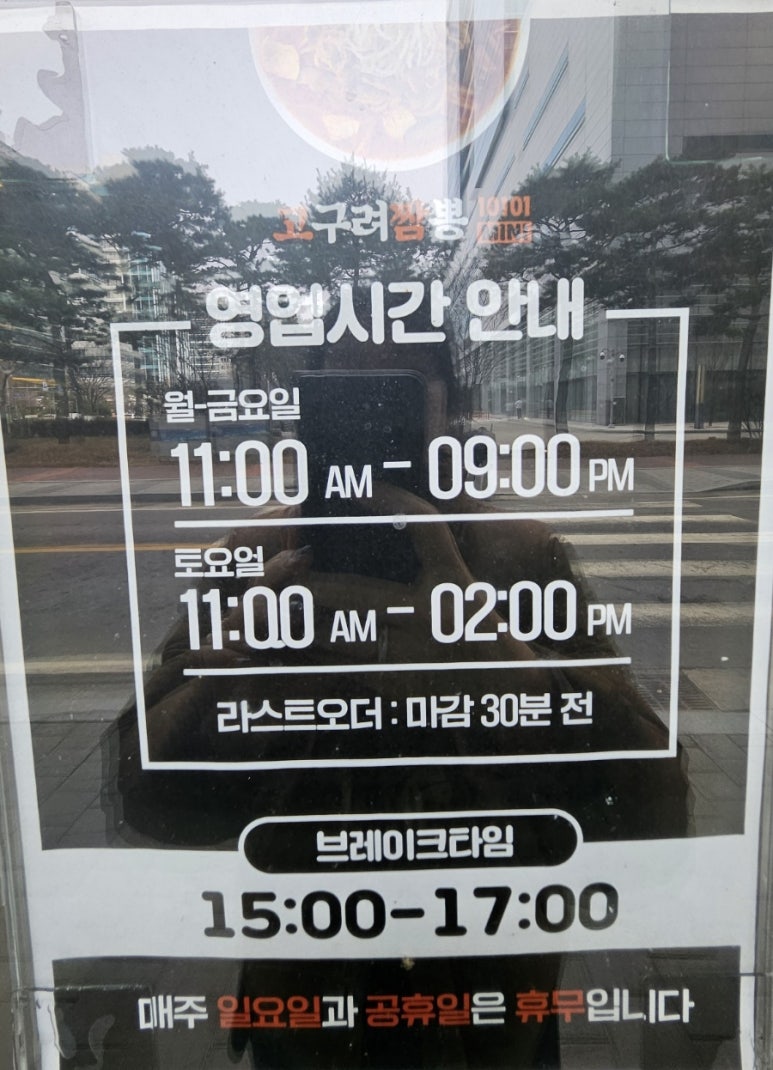 고구려짬뽕 미니 MINI
영업시간 안내
월-금요일
11:00 AM - 09:00 PM
토요일
11:00 AM - 02:00 PM
라스트오더 : 마감 30분 전
브레이크타임
15:00-17:00
매주 일요일과 공휴일은 휴무입니다